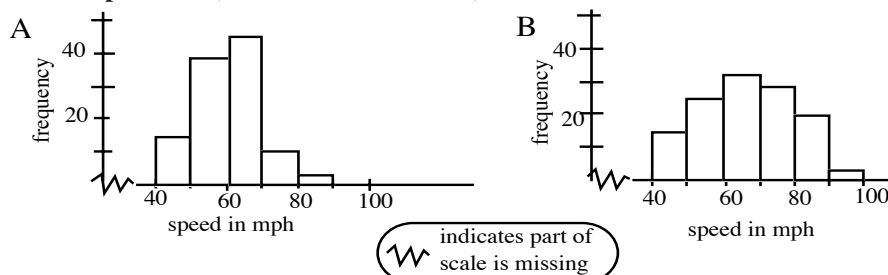 A
B
frequency
40
20
40
60
80
100
speed in mph
frequency
40
20
40
60
80
100
speed in mph
indicates part of
scale is missing